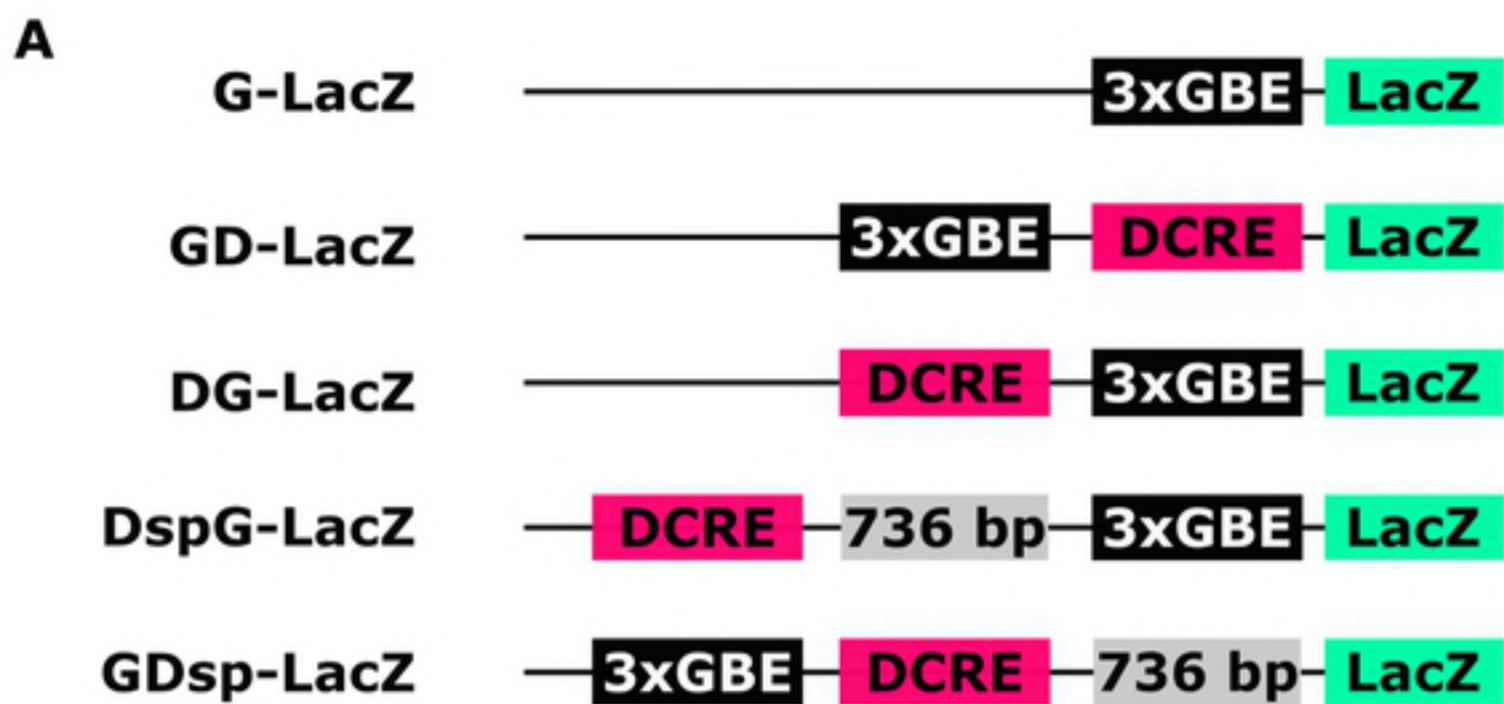 A
G-LacZ 3xGBE LacZ
GD-LacZ 3xGBE DCRE LacZ
DG-LacZ DCRE 3xGBE LacZ
DspG-LacZ DCRE 736 bp 3xGBE LacZ
GDsp-LacZ 3xGBE DCRE 736 bp LacZ